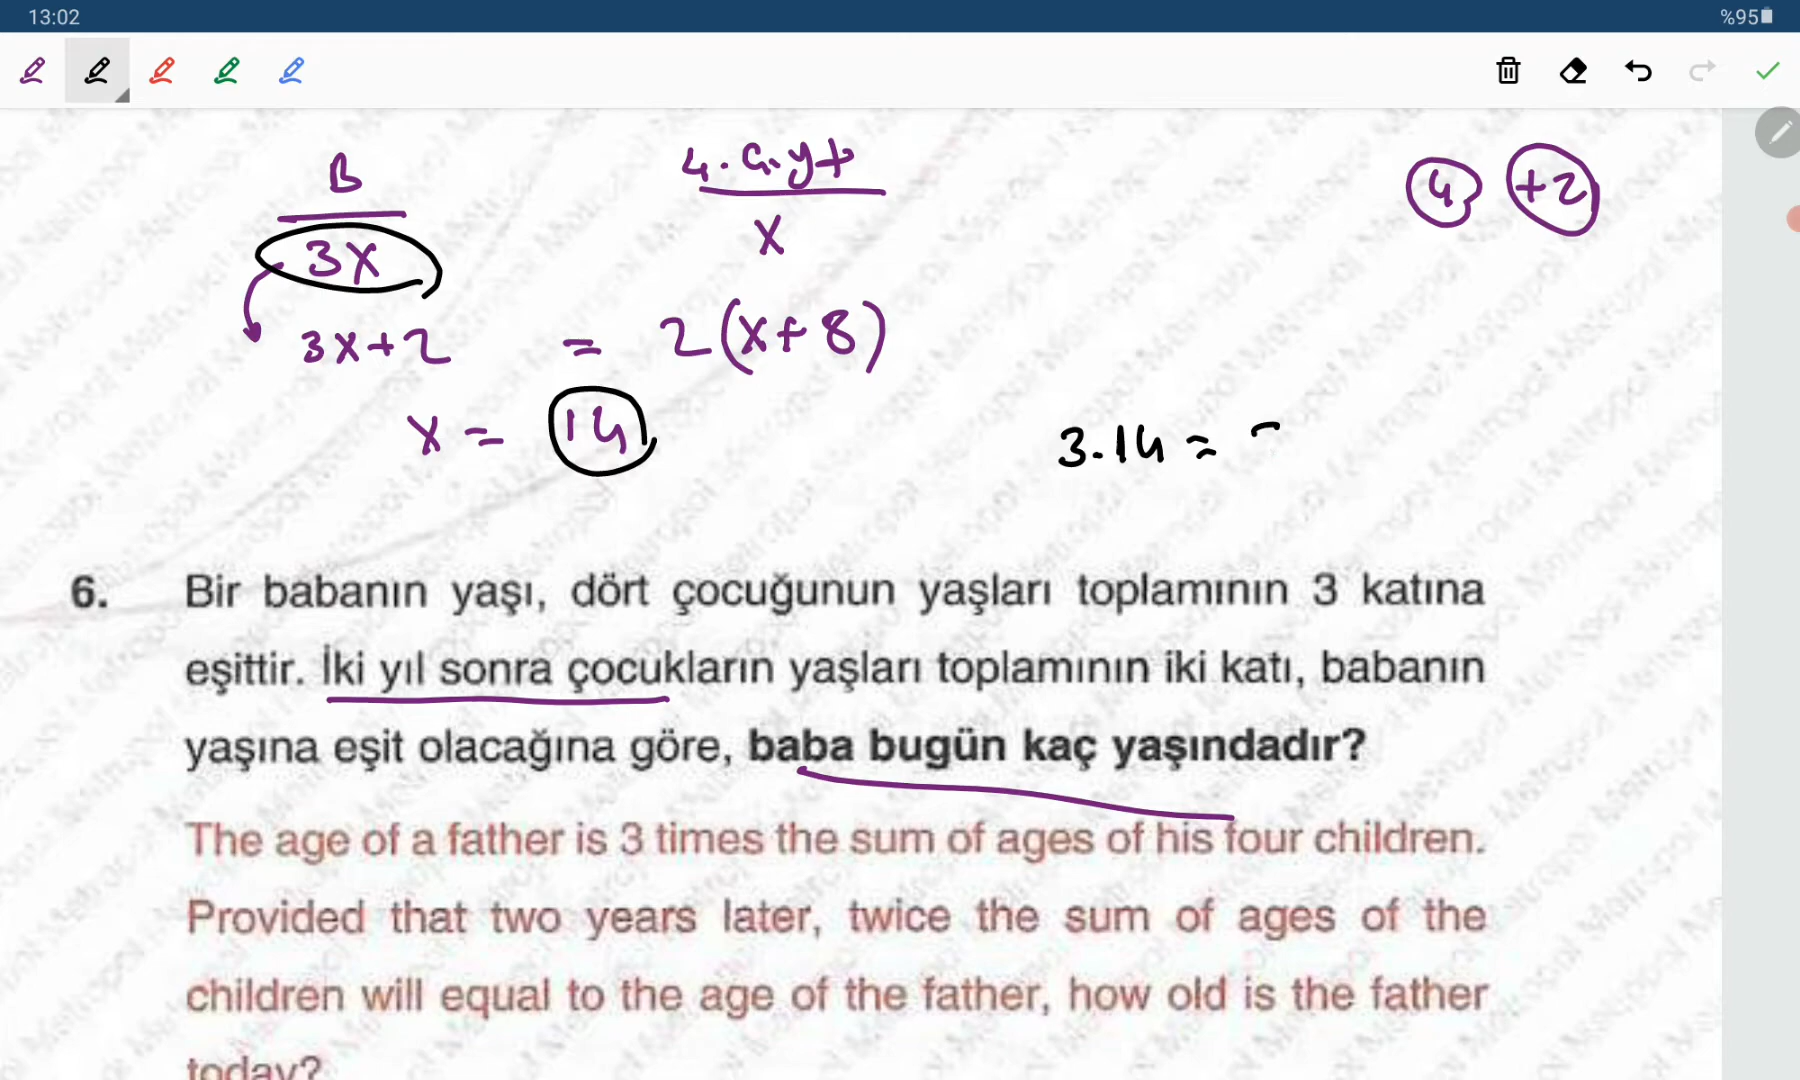 13:02
%95
B
4.Ç.y+
4 +2
3X
X
3X+2 = 2(X+8)
X = 14
3.14 =
6. Bir babanın yaşı, dört çocuğunun yaşları toplamının 3 katına
eşittir. İki yıl sonra çocukların yaşları toplamının iki katı, babanın
yaşına eşit olacağına göre, baba bugün kaç yaşındadır?
The age of a father is 3 times the sum of ages of his four children.
Provided that two years later, twice the sum of ages of the
children will equal to the age of the father, how old is the father
today?